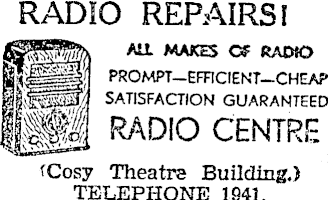 RADIO REPAIRS!
ALL MAKES OF RADIO
PROMPT—EFFICIENT—CHEAP
SATISFACTION GUARANTEED
RADIO CENTRE
(Cosy Theatre Building.)
TELEPHONE 1941.